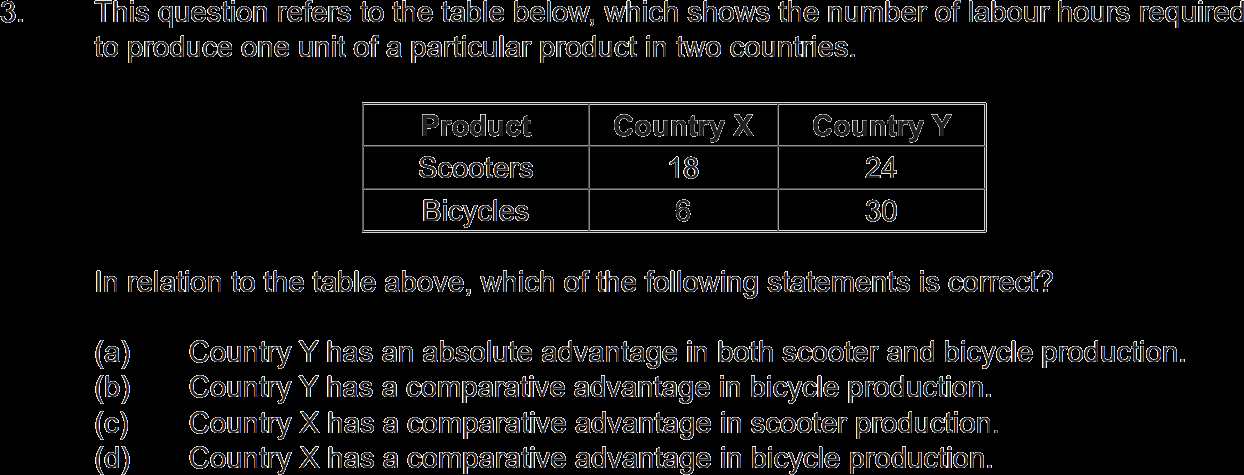 3. This question refers to the table below, which shows the number of labour hours required
to produce one unit of a particular product in two countries.
Product Country X Country Y
Scooters 18 24
Bicycles 6 30
In relation to the table above, which of the following statements is correct?
(a) Country Y has an absolute advantage in both scooter and bicycle production.
(b) Country Y has a comparative advantage in bicycle production.
(c) Country X has a comparative advantage in scooter production.
(d) Country X has a comparative advantage in bicycle production.